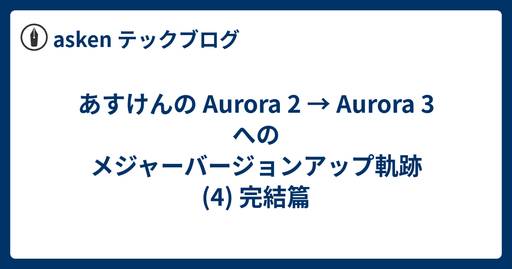 asken テックブログ
あすけんの Aurora 2 → Aurora 3
への
メジャーバージョンアップ軌跡
(4) 完結篇